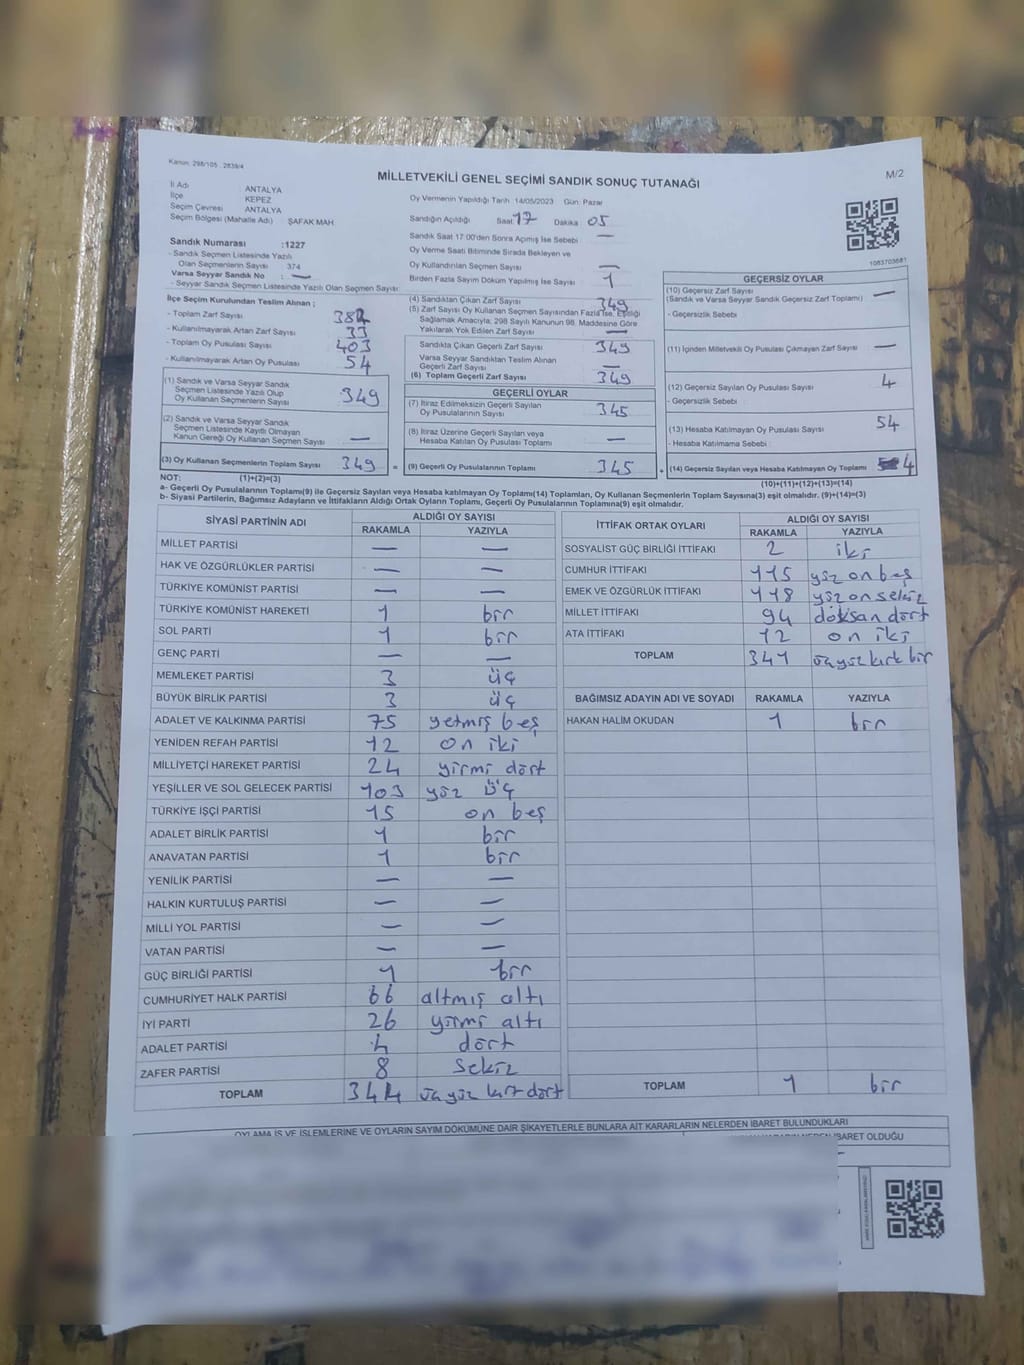 Kanun: 298/105 . 2839/4
MİLLETVEKİLİ GENEL SEÇİMİ SANDIK SONUÇ TUTANAĞI
M/2
İl Adı : ANTALYA
İlçe : KEPEZ
Seçim Çevresi : ANTALYA
Seçim Bölgesi (Mahalle Adı) : ŞAFAK MAH
Oy Vermenin Yapıldığı Tarih 14/05/2023 Gün: Pazar
Sandığın Açıldığı Saat 17 Dakika 05
Sandık Saat 17:00'den Sonra Açılmış İse Sebebi —
Oy Verme Saati Bitiminde Sırada Bekleyen ve
Oy Kullandırılan Seçmen Sayısı —
Birden Fazla Sayım Döküm Yapılmış İse Sayısı 1
1083703681
Sandık Numarası :1227
- Sandık Seçmen Listesinde Yazılı
Olan Seçmenlerin Sayısı : 374
Varsa Seyyar Sandık No : —
- Seyyar Sandık Seçmen Listesinde Yazılı Olan Seçmen Sayısı:
İlçe Seçim Kurulundan Teslim Alınan ;
- Toplam Zarf Sayısı 382
- Kullanılmayarak Artan Zarf Sayısı 33
- Toplam Oy Pusulası Sayısı 403
- Kullanılmayarak Artan Oy Pusulası 54
(1) Sandık ve Varsa Seyyar Sandık
Seçmen Listesinde Yazılı Olup
Oy Kullanan Seçmenlerin Sayısı 349
(2) Sandık ve Varsa Seyyar Sandık
Seçmen Listesinde Kayıtlı Olmayan
Kanun Gereği Oy Kullanan Seçmen Sayısı —
(3) Oy Kullanan Seçmenlerin Toplam Sayısı 349 =
(4) Sandıktan Çıkan Zarf Sayısı 349
(5) Zarf Sayısı Oy Kullanan Seçmen Sayısından Fazla İse, Eşitliği
Sağlamak Amacıyla; 298 Sayılı Kanunun 98. Maddesine Göre
Yakılarak Yok Edilen Zarf Sayısı —
Sandıkta Çıkan Geçerli Zarf Sayısı 349
Varsa Seyyar Sandıktan Teslim Alınan
Geçerli Zarf Sayısı —
(6) Toplam Geçerli Zarf Sayısı 349
GEÇERLİ OYLAR
(7) İtiraz Edilmeksizin Geçerli Sayılan
Oy Pusulalarının Sayısı 345
(8) İtiraz Üzerine Geçerli Sayılan veya
Hesaba Katılan Oy Pusulası Toplamı —
(9) Geçerli Oy Pusulalarının Toplamı 345 +
GEÇERSİZ OYLAR
(10) Geçersiz Zarf Sayısı
(Sandık ve Varsa Seyyar Sandık Geçersiz Zarf Toplamı) —
- Geçersizlik Sebebi
(11) İçinden Milletvekili Oy Pusulası Çıkmayan Zarf Sayısı —
(12) Geçersiz Sayılan Oy Pusulası Sayısı 4
- Geçersizlik Sebebi
(13) Hesaba Katılmayan Oy Pusulası Sayısı 54
- Hesaba Katılmama Sebebi
(14) Geçersiz Sayılan veya Hesaba Katılmayan Oy Toplamı 4
NOT: (1)+(2)=(3) (10)+(11)+(12)+(13)=(14)
a- Geçerli Oy Pusulalarının Toplamı(9) ile Geçersiz Sayılan veya Hesaba katılmayan Oy Toplamı(14) Toplamları, Oy Kullanan Seçmenlerin Toplam Sayısına(3) eşit olmalıdır. (9)+(14)=(3)
b- Siyasi Partilerin, Bağımsız Adayların ve İttifakların Aldığı Ortak Oyların Toplamı, Geçerli Oy Pusulalarının Toplamına(9) eşit olmalıdır.
SİYASİ PARTİNİN ADI ALDIĞI OY SAYISI
RAKAMLA YAZIYLA
MİLLET PARTİSİ — —
HAK VE ÖZGÜRLÜKLER PARTİSİ — —
TÜRKİYE KOMÜNİST PARTİSİ — —
TÜRKİYE KOMÜNİST HAREKETİ 1 bir
SOL PARTİ 1 bir
GENÇ PARTİ — —
MEMLEKET PARTİSİ 3 üç
BÜYÜK BİRLİK PARTİSİ 3 üç
ADALET VE KALKINMA PARTİSİ 75 yetmiş beş
YENİDEN REFAH PARTİSİ 12 on iki
MİLLİYETÇİ HAREKET PARTİSİ 24 yirmi dört
YEŞİLLER VE SOL GELECEK PARTİSİ 103 yüz üç
TÜRKİYE İŞÇİ PARTİSİ 15 on beş
ADALET BİRLİK PARTİSİ 1 bir
ANAVATAN PARTİSİ 1 bir
YENİLİK PARTİSİ — —
HALKIN KURTULUŞ PARTİSİ — —
MİLLİ YOL PARTİSİ — —
VATAN PARTİSİ — —
GÜÇ BİRLİĞİ PARTİSİ 1 bir
CUMHURİYET HALK PARTİSİ 66 altmış altı
İYİ PARTİ 26 yirmi altı
ADALET PARTİSİ 4 dört
ZAFER PARTİSİ 8 sekiz
TOPLAM 344 üç yüz kırk dört
İTTİFAK ORTAK OYLARI ALDIĞI OY SAYISI
RAKAMLA YAZIYLA
SOSYALİST GÜÇ BİRLİĞİ İTTİFAKI 2 iki
CUMHUR İTTİFAKI 115 yüz on beş
EMEK VE ÖZGÜRLÜK İTTİFAKI 118 yüz on sekiz
MİLLET İTTİFAKI 94 doksan dört
ATA İTTİFAKI 12 on iki
TOPLAM 341 üç yüz kırk bir
BAĞIMSIZ ADAYIN ADI VE SOYADI RAKAMLA YAZIYLA
HAKAN HALİM OKUDAN 1 bir
TOPLAM 1 bir
OYLAMA İŞ VE İŞLEMLERİNE VE OYLARIN SAYIM DÖKÜMÜNE DAİR ŞİKAYETLERLE BUNLARA AİT KARARLARIN NELERDEN İBARET BULUNDUKLARI
İBARET OLDUĞU